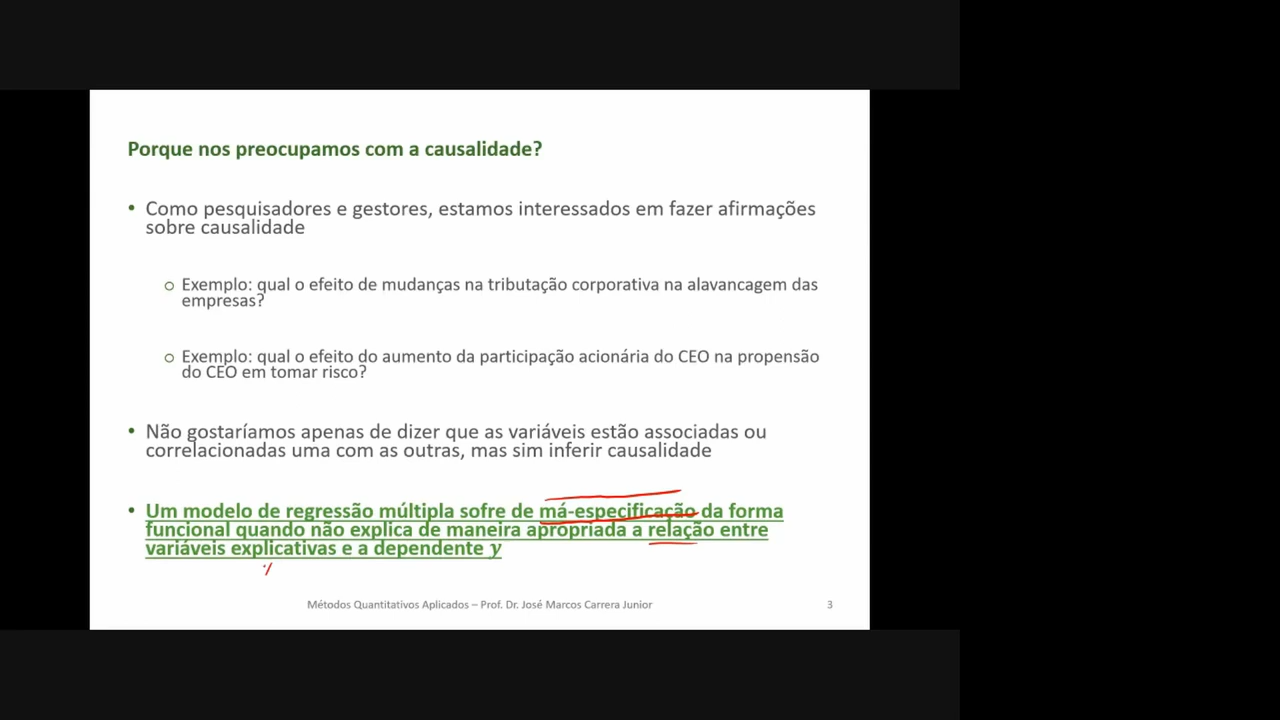 Porque nos preocupamos com a causalidade?
• Como pesquisadores e gestores, estamos interessados em fazer afirmações
sobre causalidade
o Exemplo: qual o efeito de mudanças na tributação corporativa na alavancagem das
empresas?
o Exemplo: qual o efeito do aumento da participação acionária do CEO na propensão
do CEO em tomar risco?
• Não gostaríamos apenas de dizer que as variáveis estão associadas ou
correlacionadas uma com as outras, mas sim inferir causalidade
• Um modelo de regressão múltipla sofre de má-especificação da forma
funcional quando não explica de maneira apropriada a relação entre
variáveis explicativas e a dependente y
Métodos Quantitativos Aplicados – Prof. Dr. José Marcos Carrera Junior 3